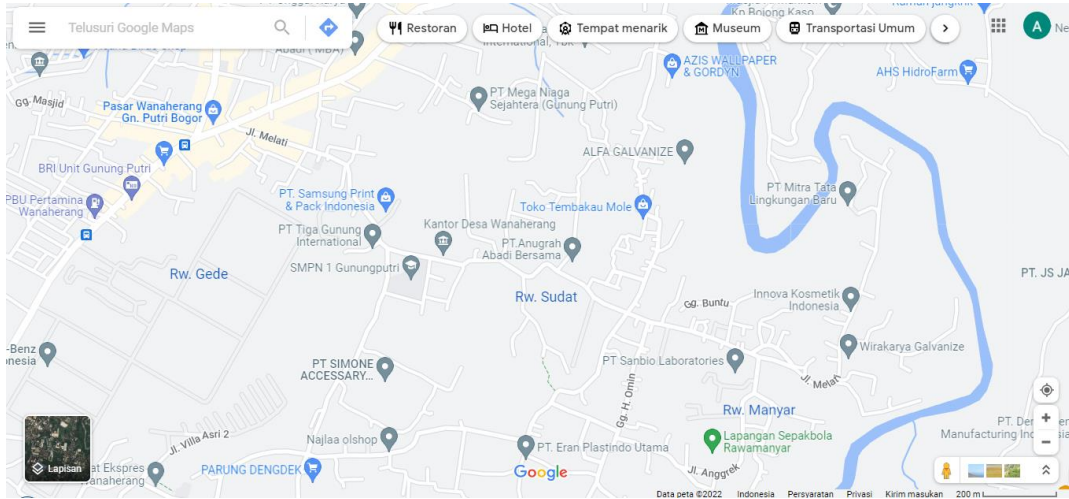 Telusuri Google Maps
Restoran
Hotel
Tempat menarik
Museum
Transportasi Umum
A
Kp Bojong Kaso
Abadi ( MBA )
International, Tbk
AZIS WALLPAPER
& GORDYN
AHS HidroFarm
PT Mega Niaga
Sejahtera (Gunung Putri)
Gg. Masjid
Pasar Wanaherang
Gn. Putri Bogor
Jl. Melati
ALFA GALVANIZE
BRI Unit Gunung Putri
PBU Pertamina
Wanaherang
PT. Samsung Print
& Pack Indonesia
Toko Tembakau Mole
PT Mitra Tata
Lingkungan Baru
PT Tiga Gunung
International
Kantor Desa Wanaherang
PT.Anugrah
Abadi Bersama
SMPN 1 Gunungputri
Rw. Gede
PT. JS JA
Rw. Sudat
Gg. Buntu
Innova Kosmetik
Indonesia
-Benz
nesia
PT SIMONE
ACCESSARY...
PT Sanbio Laboratories
Wirakarya Galvanize
Jl. Melati
Gg. H. Omin
Rw. Manyar
Jl. Villa Asri 2
Najlaa olshop
PT. Eran Plastindo Utama
Lapangan Sepakbola
Rawamanyar
Manufacturing
Lapisan
at Ekspres
Wanaherang
PARUNG DENGDEK
Google
Jl. Anggrek
Data peta ©2022 Indonesia Persyaratan Privasi Kirim masukan 200 m